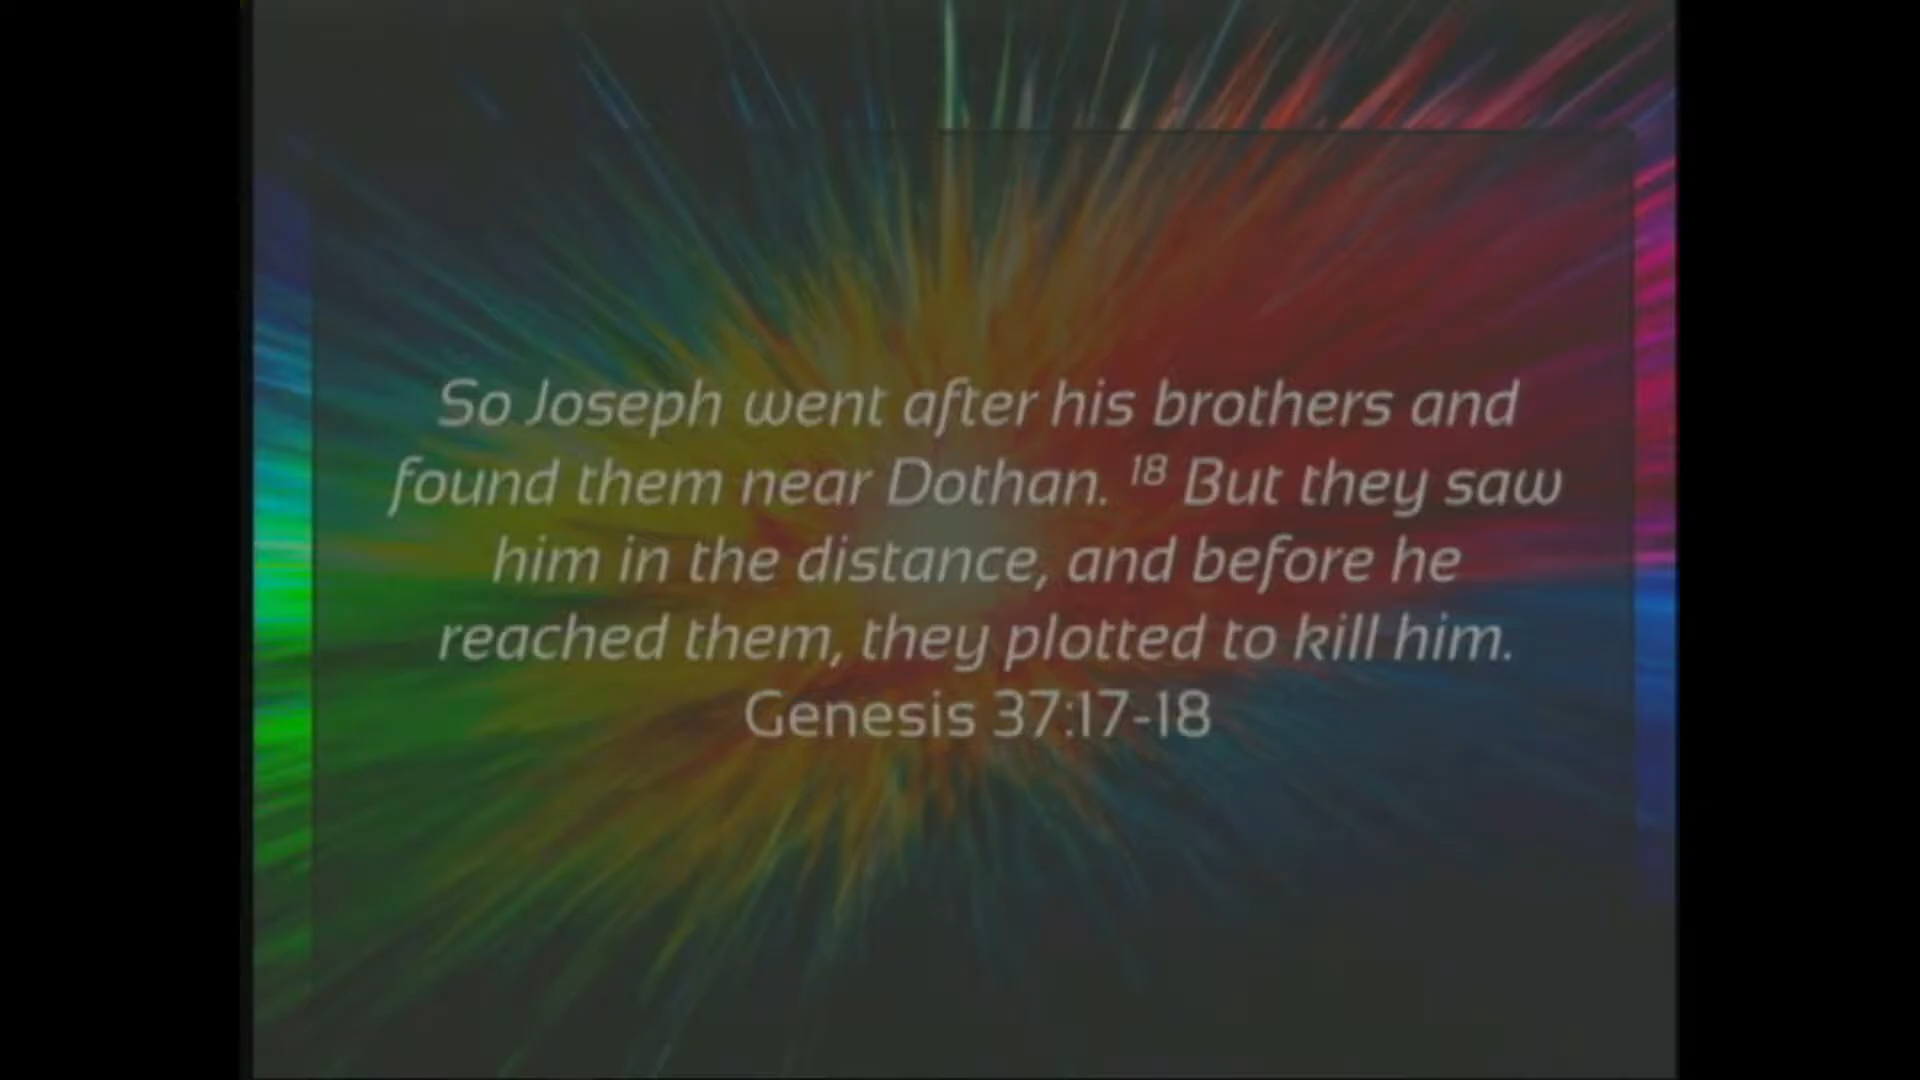 So Joseph went after his brothers and
found them near Dothan. ¹⁸ But they saw
him in the distance, and before he
reached them, they plotted to kill him.
Genesis 37:17-18